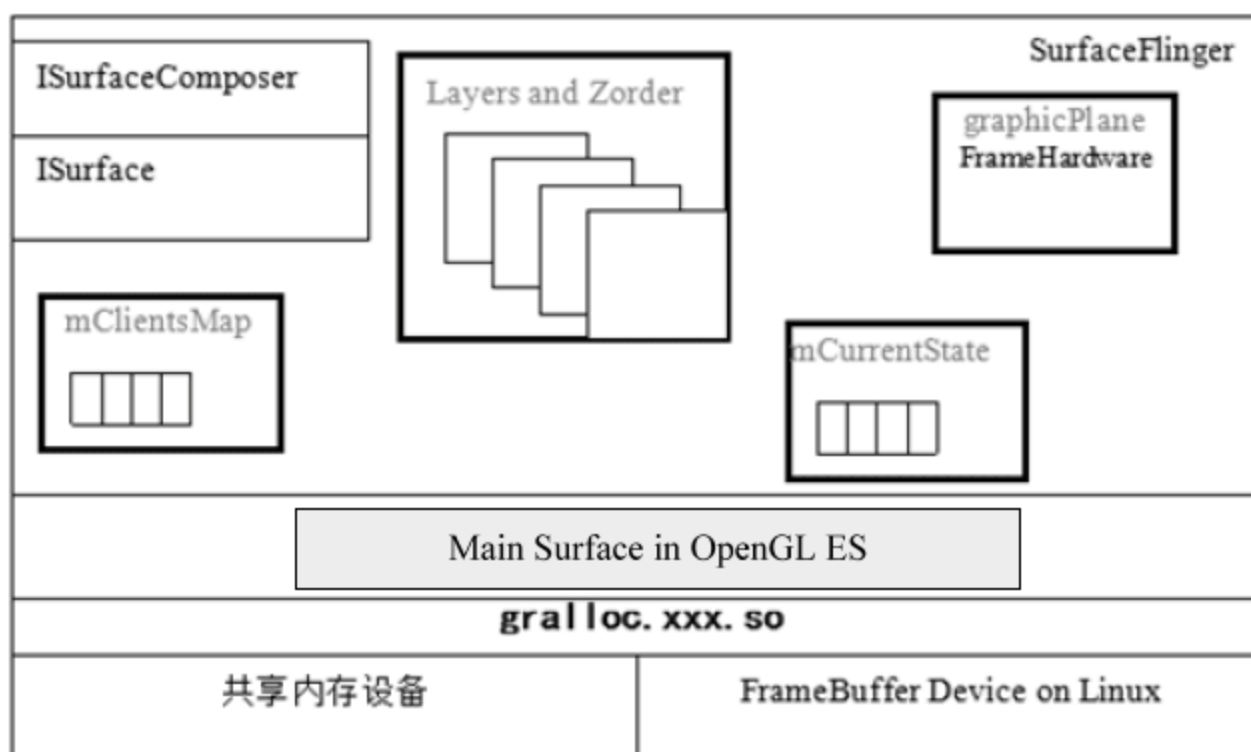 SurfaceFlinger
ISurfaceComposer
ISurface
Layers and Zorder
graphicPlane
FrameHardware
mClientsMap
mCurrentState
Main Surface in OpenGL ES
gralloc.xxx.so
共享内存设备
FrameBuffer Device on Linux